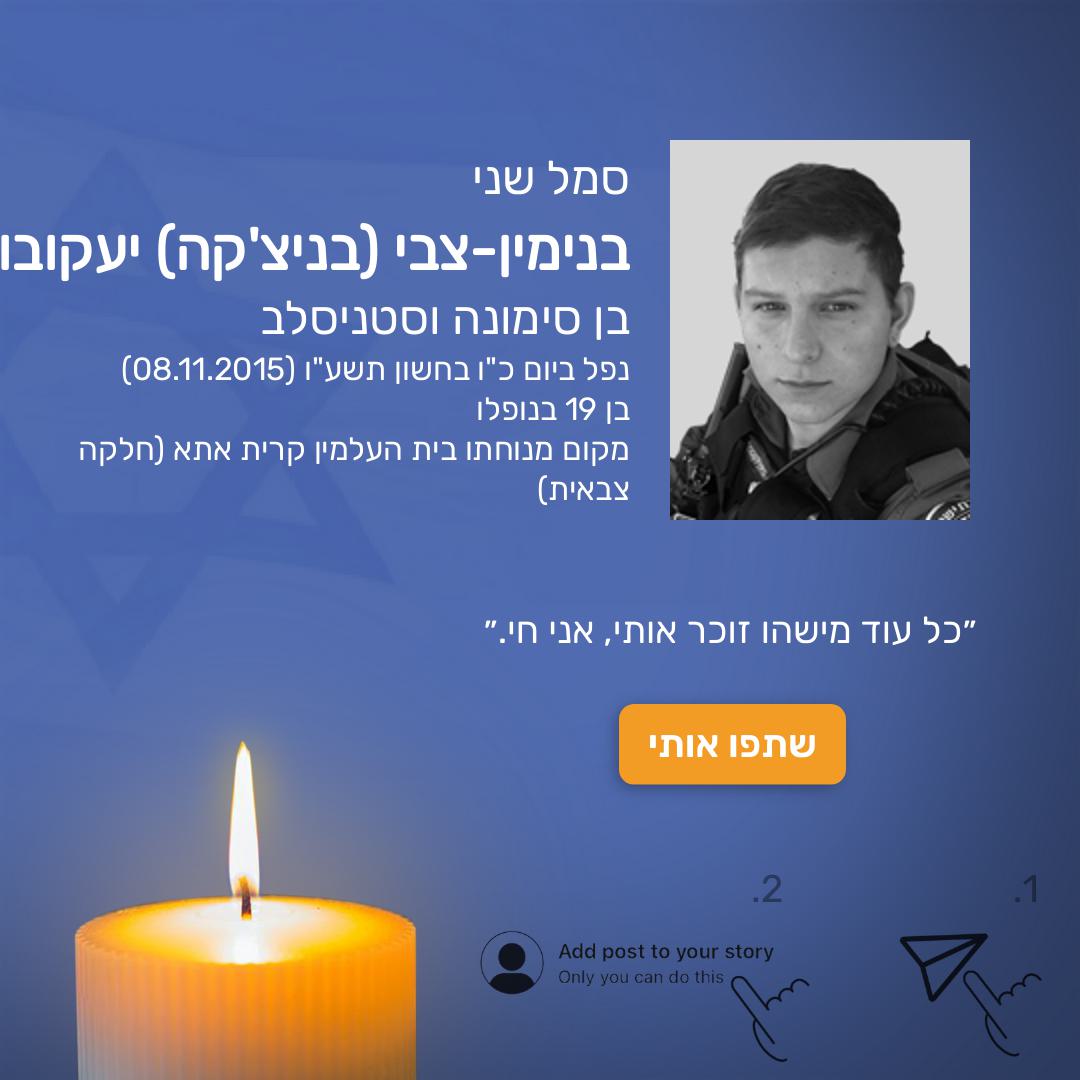 סמל שני
בנימין-צבי (בניצ'קה) יעקובו
בן סימונה וסטניסלב
נפל ביום כ"ו בחשון תשע"ו (08.11.2015)
בן 19 בנופלו
מקום מנוחתו בית העלמין קרית אתא (חלקה
צבאית)
״כל עוד מישהו זוכר אותי, אני חי.״
שתפו אותי
1.
2.
Add post to your story
Only you can do this